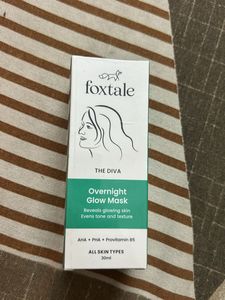 foxtale
THE DIVA
Overnight
Glow Mask
Reveals glowing skin
Evens tone and texture
AHA + PHA + Provitamin B5
ALL SKIN TYPES
30ml